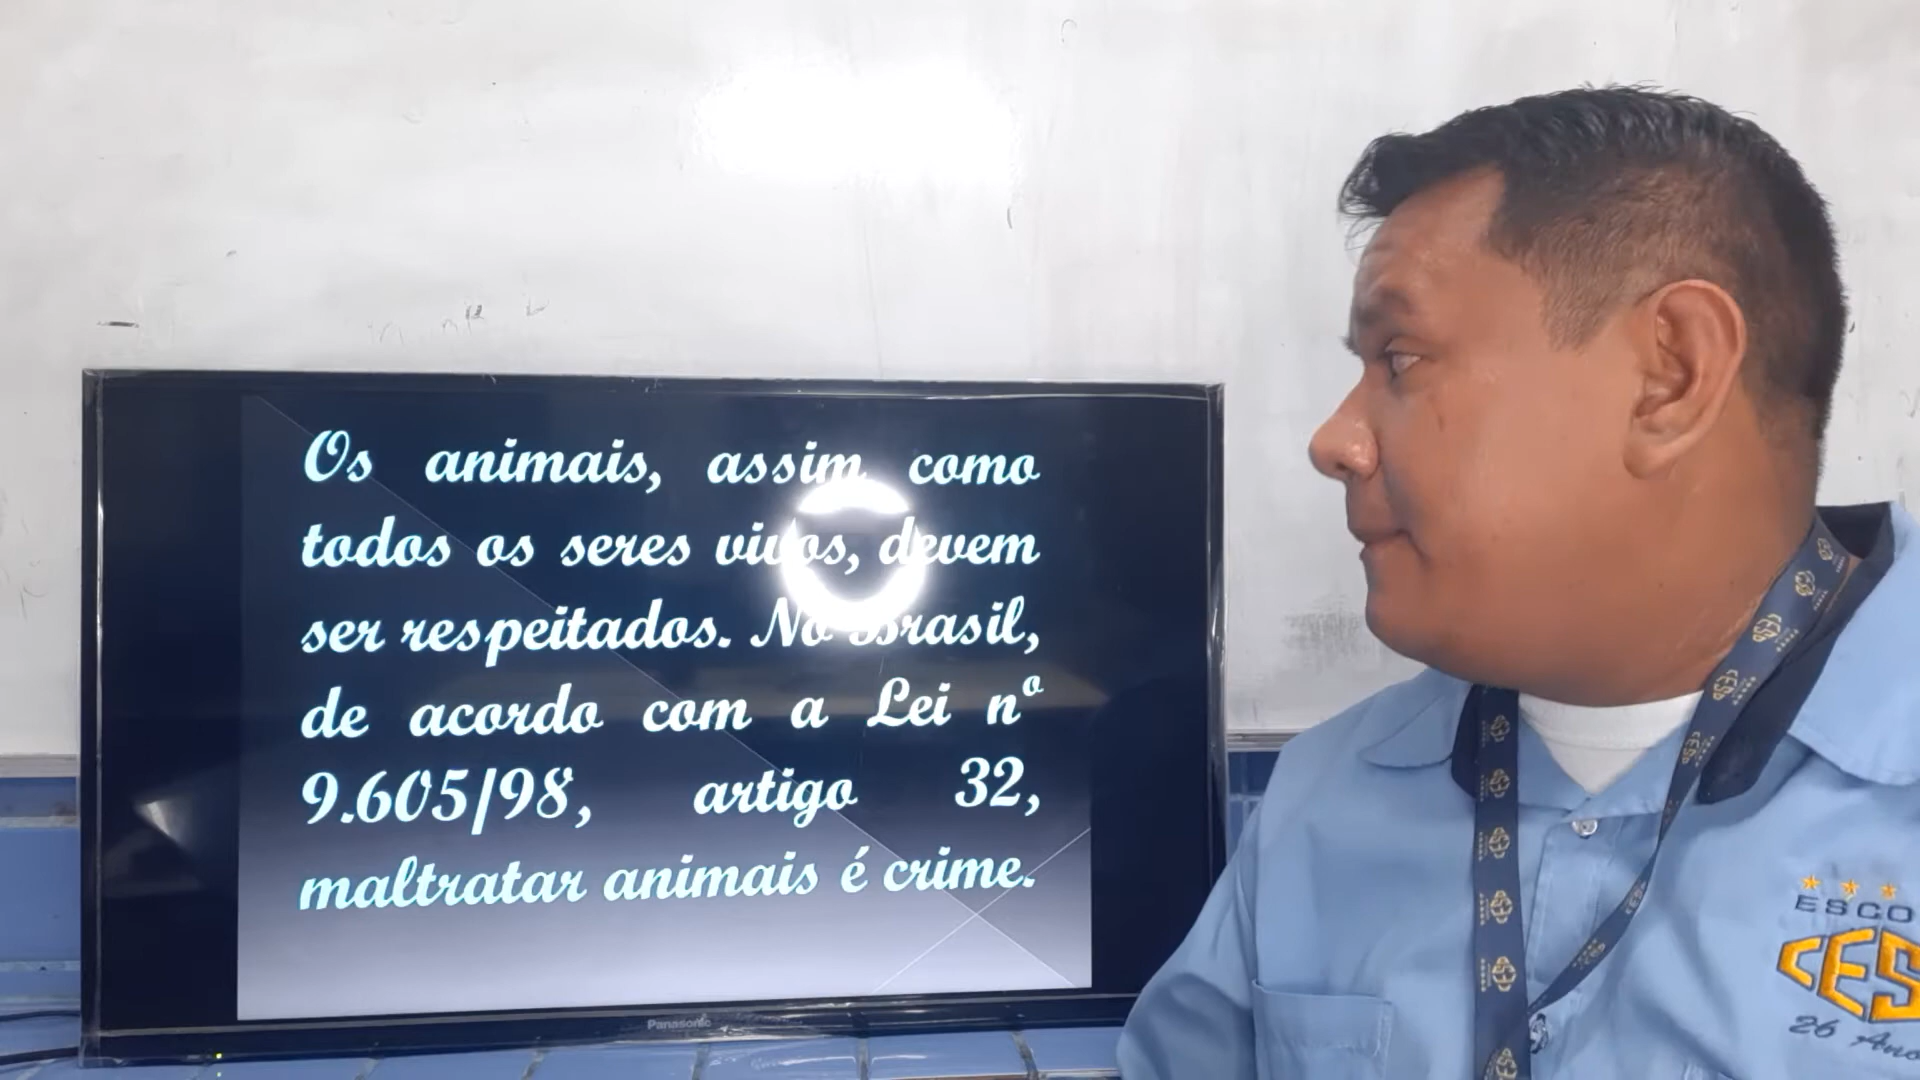 Os animais, assim como
todos os seres vivos, devem
ser respeitados. No Brasil,
de acordo com a Lei nº
9.605/98, artigo 32,
maltratar animais é crime.
Panasonic
ESCO
CES
26 Ano